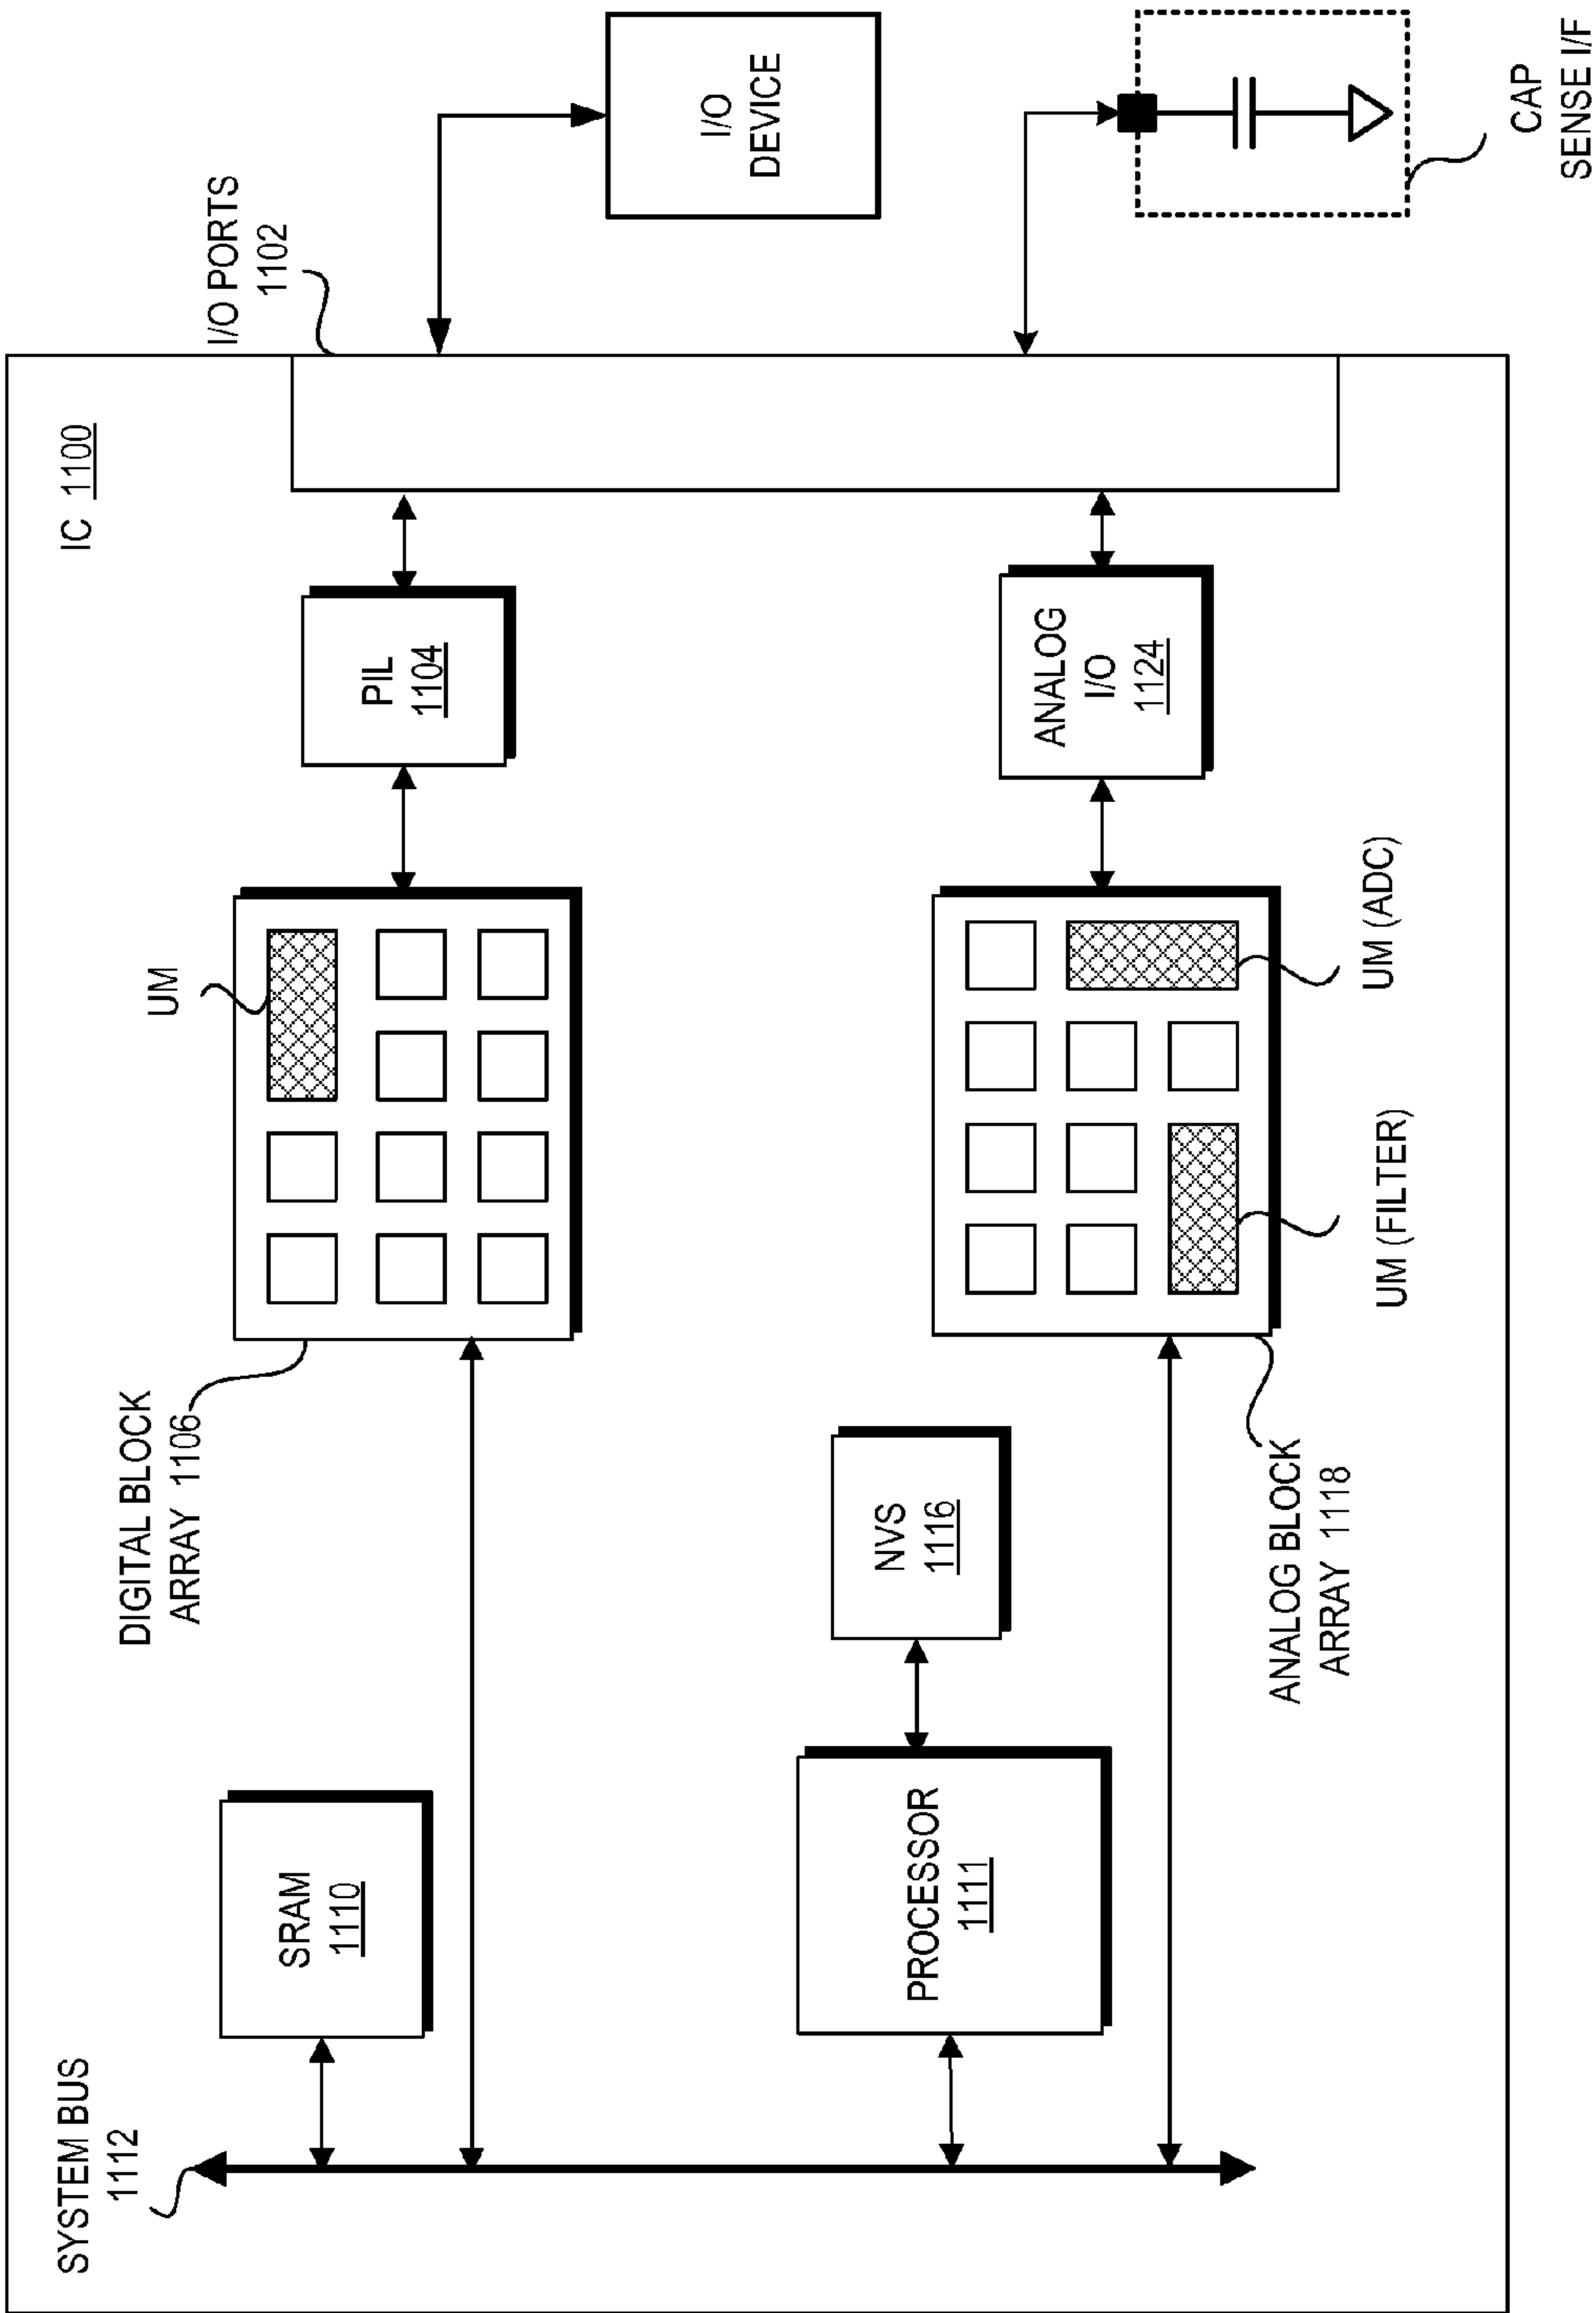 SYSTEM BUS
1112
SRAM
1110
DIGITAL BLOCK
ARRAY 1106
UM
PIL
1104
IC 1100
I/O PORTS
1102
I/O
DEVICE
PROCESSOR
1111
NVS
1116
ANALOG BLOCK
ARRAY 1118
UM (FILTER)
UM (ADC)
ANALOG
I/O
1124
CAP
SENSE I/F